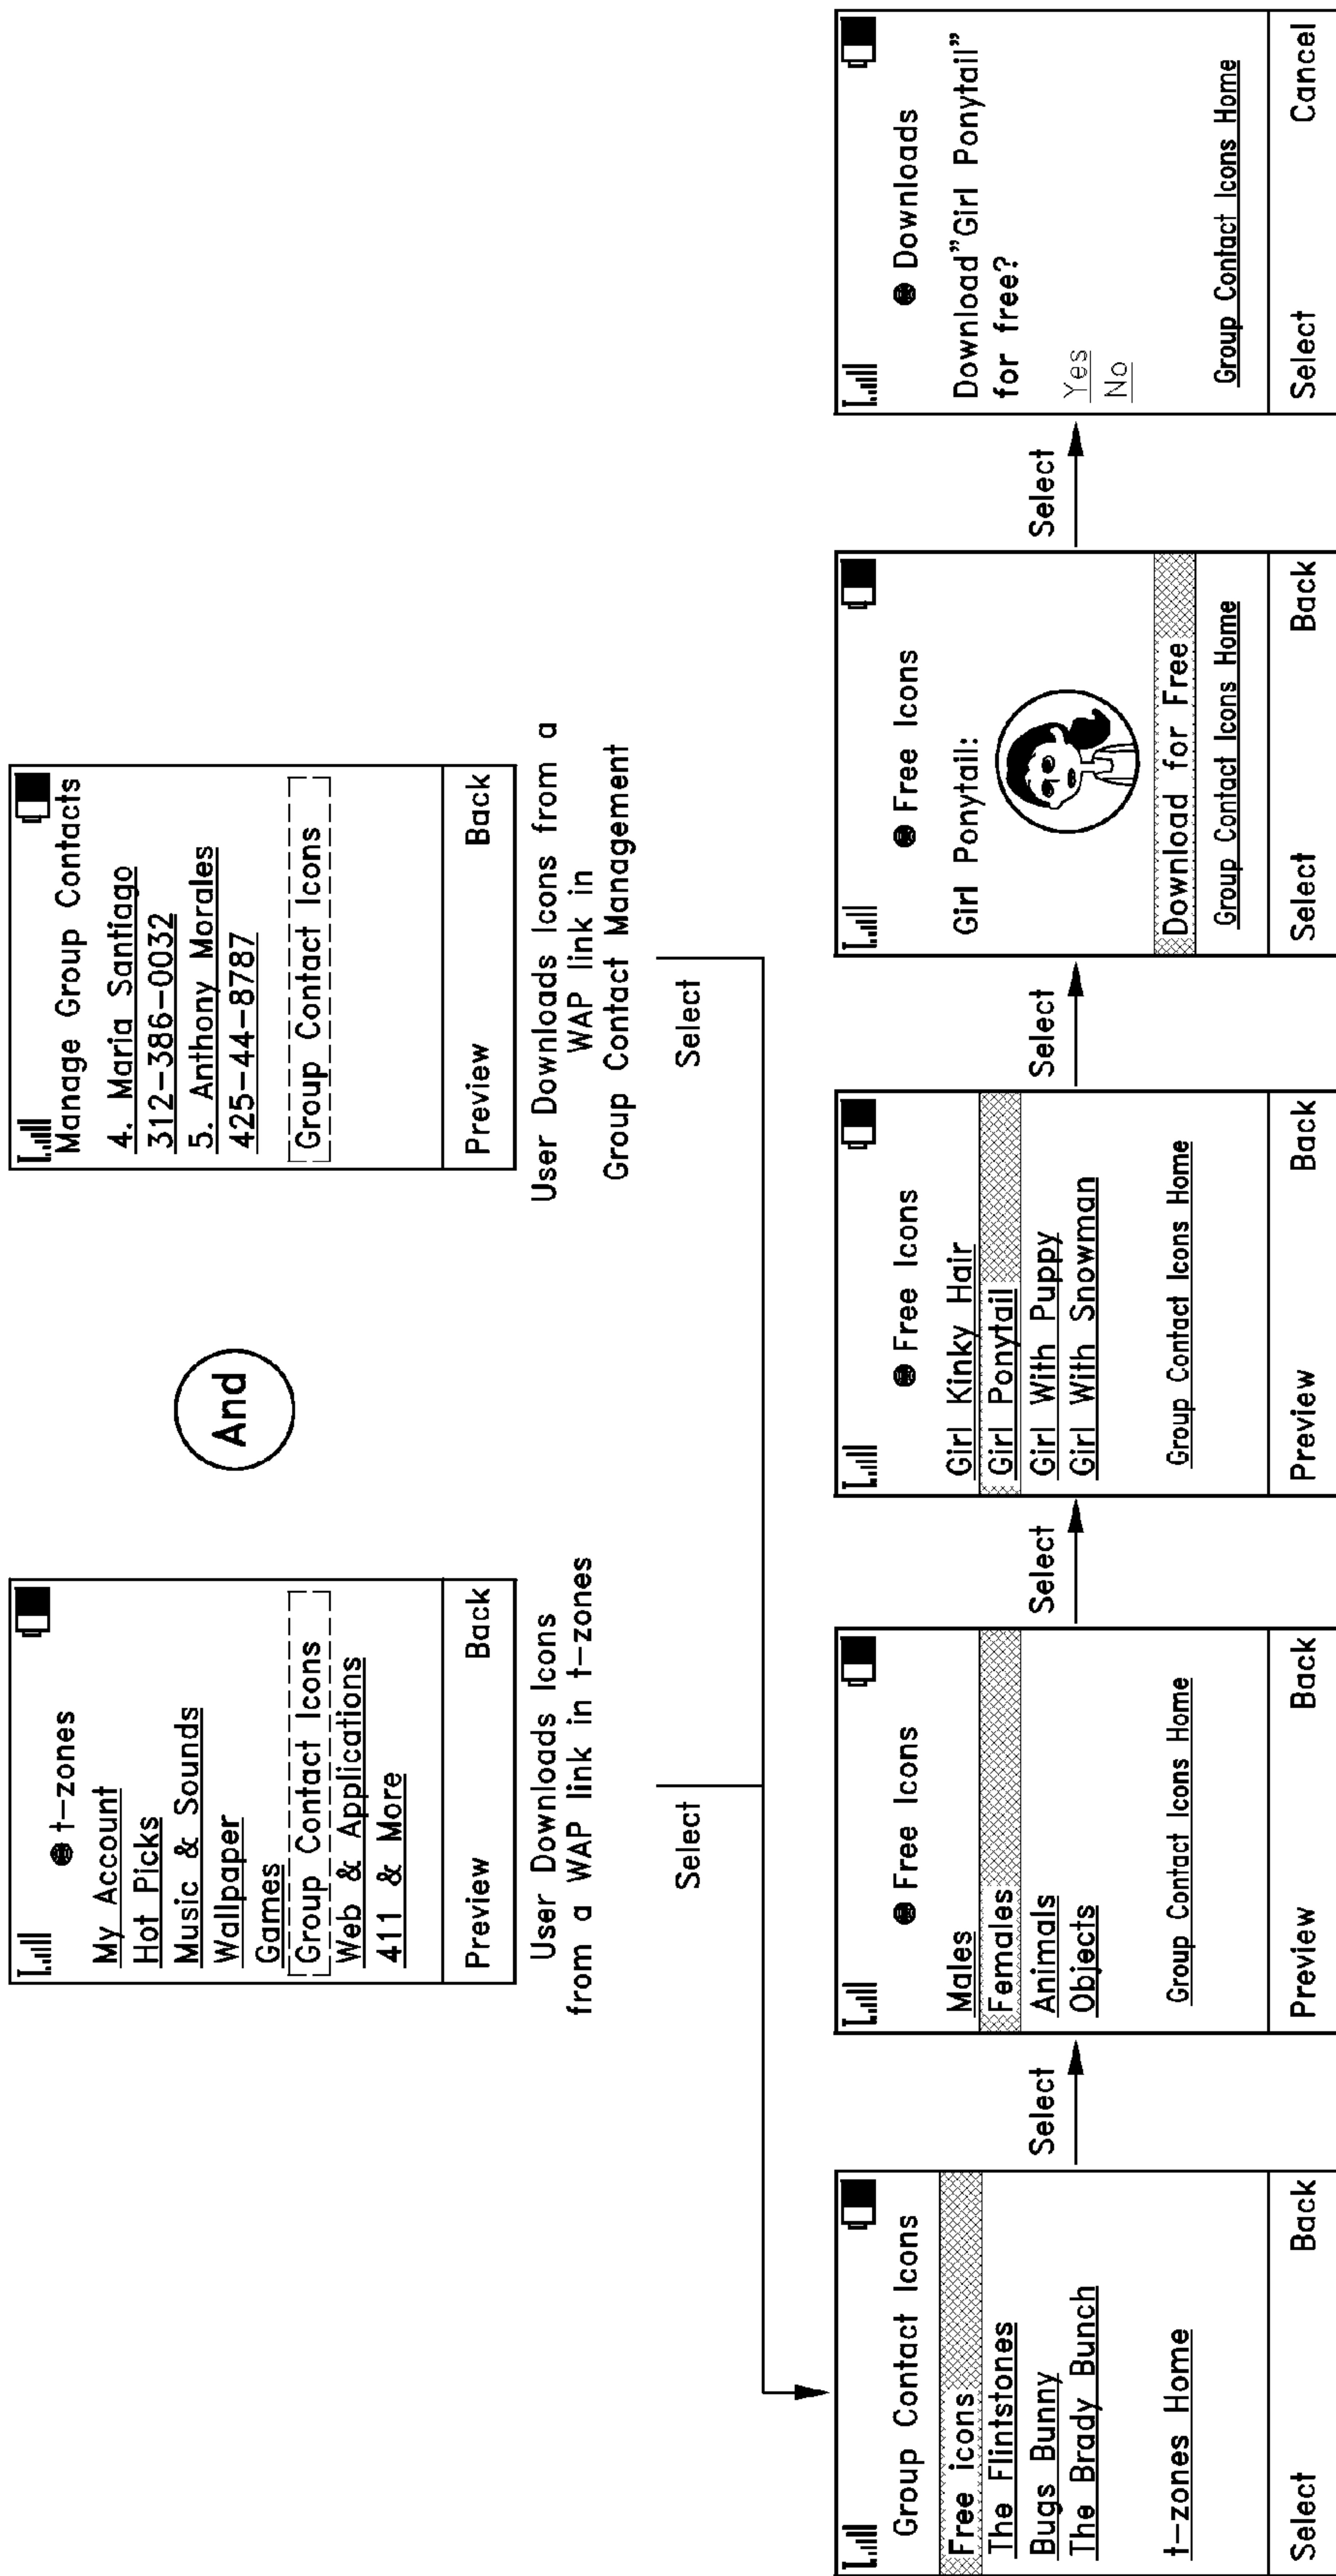 t-zones
My Account
Hot Picks
Music & Sounds
Wallpaper
Games
Group Contact Icons
Web & Applications
411 & More
Preview Back
User Downloads Icons
from a WAP link in t-zones
And
Manage Group Contacts
4. Maria Santiago
312-386-0032
5. Anthony Morales
425-44-8787
Group Contact Icons
Preview Back
User Downloads Icons from a
WAP link in
Group Contact Management
Select
Select
Group Contact Icons
Free icons
The Flintstones
Bugs Bunny
The Brady Bunch
t-zones Home
Select Back
Select
Free Icons
Males
Females
Animals
Objects
Group Contact Icons Home
Preview Back
Select
Free Icons
Girl Kinky Hair
Girl Ponytail
Girl With Puppy
Girl With Snowman
Group Contact Icons Home
Preview Back
Select
Free Icons
Girl Ponytail:
Download for Free
Group Contact Icons Home
Select Back
Select
Downloads
Download”Girl Ponytail”
for free?
Yes
No
Group Contact Icons Home
Select Cancel